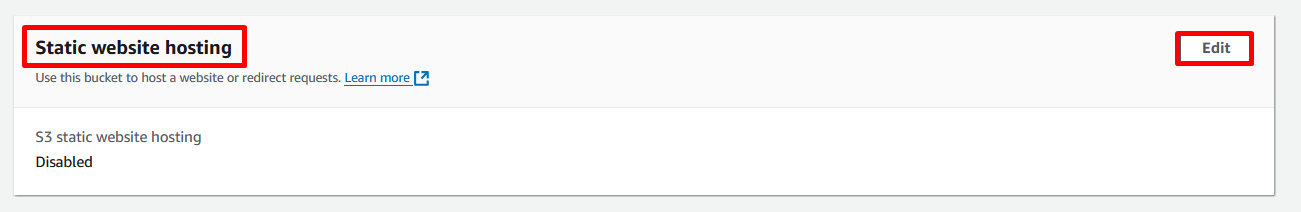 Static website hosting
Edit
Use this bucket to host a website or redirect requests. Learn more
S3 static website hosting
Disabled